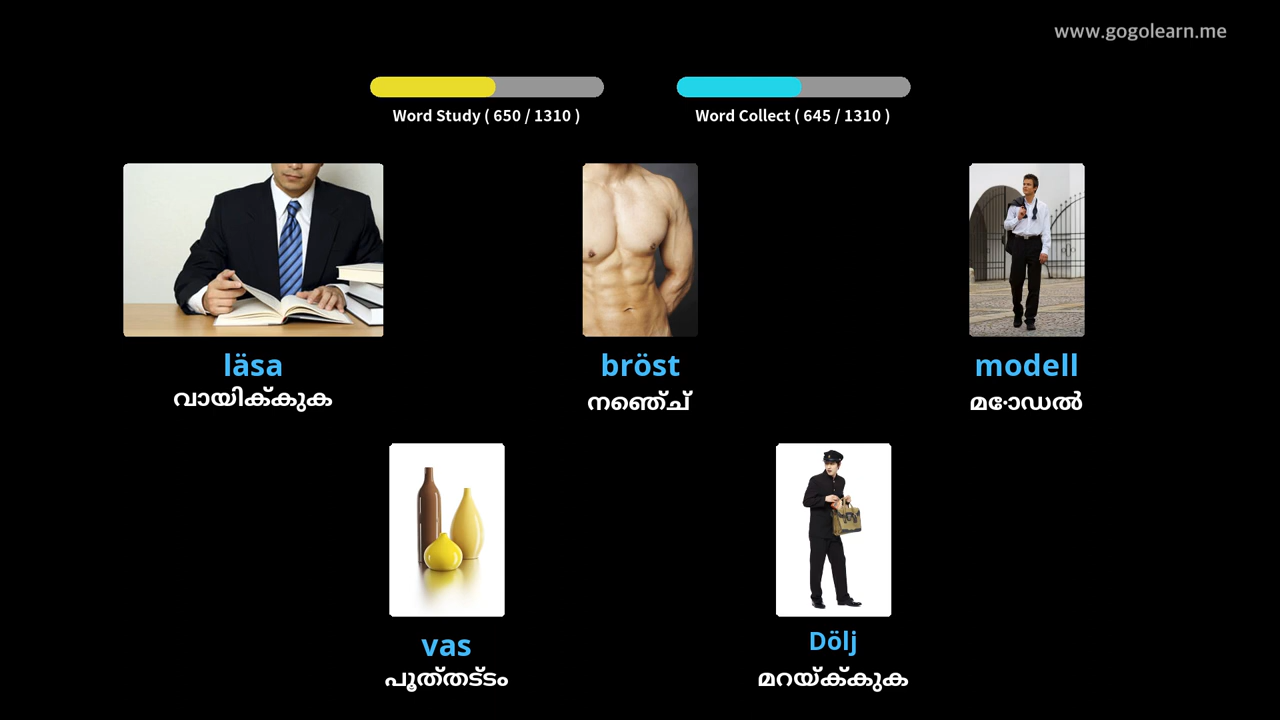 www.gogolearn.me
Word Study ( 650 / 1310 )
Word Collect ( 645 / 1310 )
läsa
bröst
modell
വായിക്കുക
നഞ്ച്
മോഡൽ
vas
Dölj
പൂത്തട്ടം
മറയ്ക്കുക